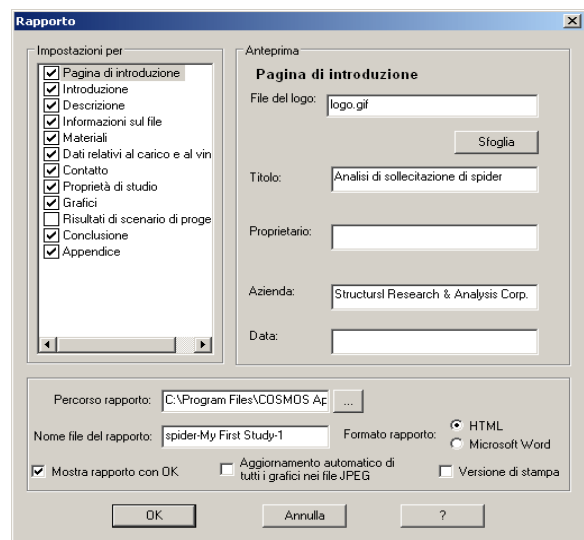 Rapporto
Impostazioni per
Pagina di introduzione
Introduzione
Descrizione
Informazioni sul file
Materiali
Dati relativi al carico e al vin
Contatto
Proprietà di studio
Grafici
Risultati di scenario di proge
Conclusione
Appendice
Anteprima
Pagina di introduzione
File del logo: logo.gif
Sfoglia
Titolo: Analisi di sollecitazione di spider
Proprietario:
Azienda: Structursl Research & Analysis Corp.
Data:
Percorso rapporto: C:\Program Files\COSMOS Ap ...
Nome file del rapporto: spider-My First Study-1
Formato rapporto: HTML
Microsoft Word
Mostra rapporto con OK
Aggiornamento automatico di
tutti i grafici nei file JPEG
Versione di stampa
OK Annulla ?